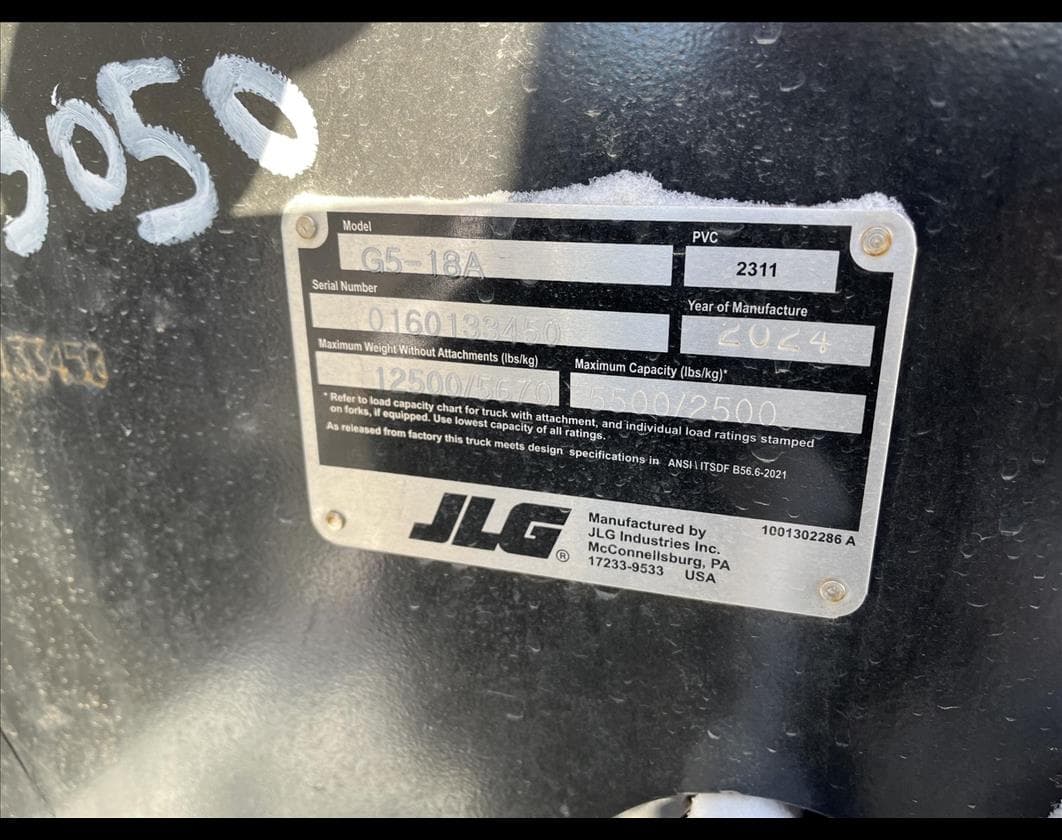 5050
Model
G5-18A
PVC
2311
Serial Number
0160133450
Year of Manufacture
2024
Maximum Weight Without Attachments (lbs/kg)
12500/5670
Maximum Capacity (lbs/kg)*
5500/2500
* Refer to load capacity chart for truck with attachment, and individual load ratings stamped
on forks, if equipped. Use lowest capacity of all ratings.
As released from factory this truck meets design specifications in ANSI \ ITSDF B56.6-2021
JLG®
Manufactured by
JLG Industries Inc.
McConnellsburg, PA
17233-9533 USA
1001302286 A